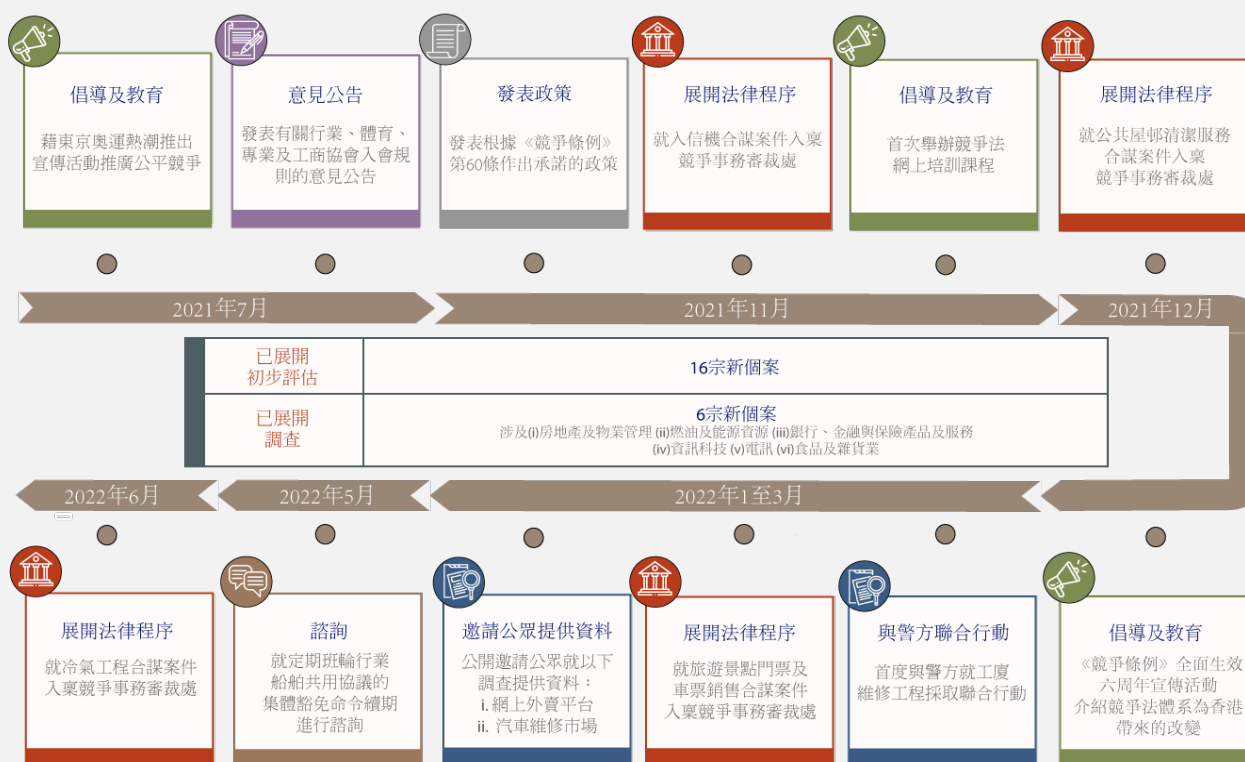 倡導及教育
藉東京奧運熱潮推出
宣傳活動推廣公平競爭
意見公告
發表有關行業、體育、
專業及工商協會入會規
則的意見公告
發表政策
發表根據《競爭條例》
第60條作出承諾的政策
展開法律程序
就入信機合謀案件入稟
競爭事務審裁處
倡導及教育
首次舉辦競爭法
網上培訓課程
展開法律程序
就公共屋邨清潔服務
合謀案件入稟
競爭事務審裁處
2021年7月
2021年11月
2021年12月
已展開
初步評估
16宗新個案
已展開
調查
6宗新個案
涉及(i)房地產及物業管理 (ii)燃油及能源資源 (iii)銀行、金融與保險產品及服務
(iv)資訊科技 (v)電訊 (vi)食品及雜貨業
2022年6月
2022年5月
2022年1至3月
展開法律程序
就冷氣工程合謀案件
入稟競爭事務審裁處
諮詢
就定期班輪行業
船舶共用協議的
集體豁免命令續期
進行諮詢
邀請公眾提供資料
公開邀請公眾就以下
調查提供資料：
i. 網上外賣平台
ii. 汽車維修市場
展開法律程序
就旅遊景點門票及
車票銷售合謀案件
入稟競爭事務審裁處
與警方聯合行動
首度與警方就工廈
維修工程採取聯合行動
倡導及教育
《競爭條例》全面生效
六周年宣傳活動
介紹競爭法體系為香港
帶來的改變